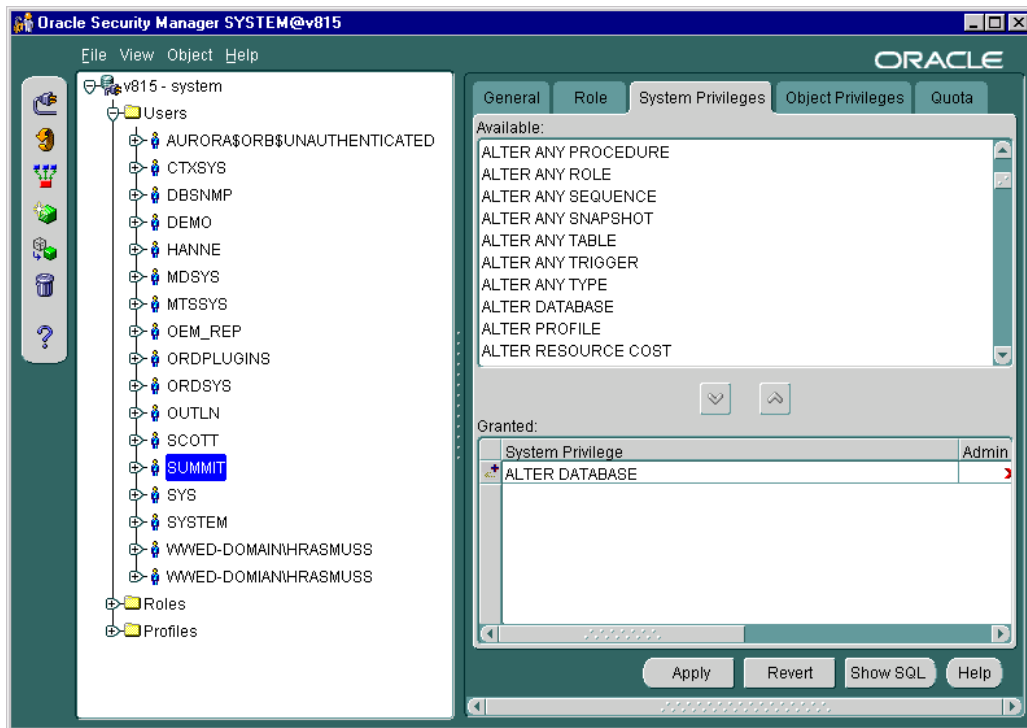 Oracle Security Manager SYSTEM@v815
File View Object Help
ORACLE
v815 - system
Users
AURORA$ORB$UNAUTHENTICATED
CTXSYS
DBSNMP
DEMO
HANNE
MDSYS
MTSSYS
OEM_REP
ORDPLUGINS
ORDSYS
OUTLN
SCOTT
SUMMIT
SYS
SYSTEM
WWED-DOMAIN\HRASMUSS
WWED-DOMIAN\HRASMUSS
Roles
Profiles
General Role System Privileges Object Privileges Quota
Available:
ALTER ANY PROCEDURE
ALTER ANY ROLE
ALTER ANY SEQUENCE
ALTER ANY SNAPSHOT
ALTER ANY TABLE
ALTER ANY TRIGGER
ALTER ANY TYPE
ALTER DATABASE
ALTER PROFILE
ALTER RESOURCE COST
Granted:
System Privilege Admin
ALTER DATABASE
Apply Revert Show SQL Help